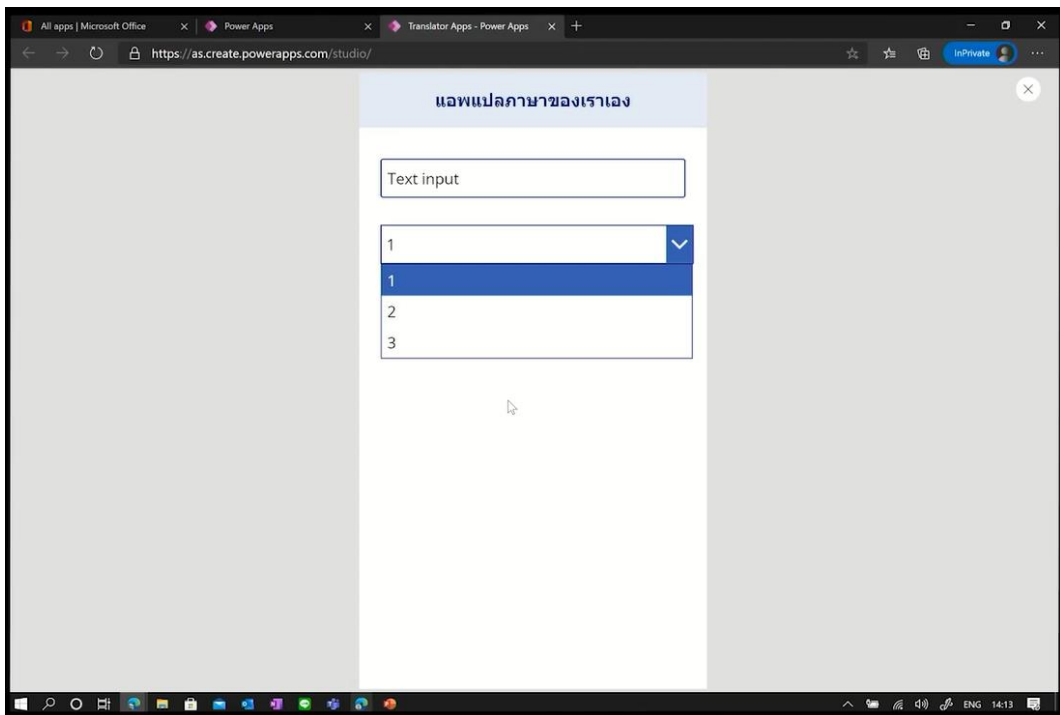 All apps | Microsoft Office
Power Apps
Translator Apps - Power Apps
https://as.create.powerapps.com/studio/
InPrivate
แอพแปลภาษาของเราเอง
Text input
1
1
2
3
ENG
14:13